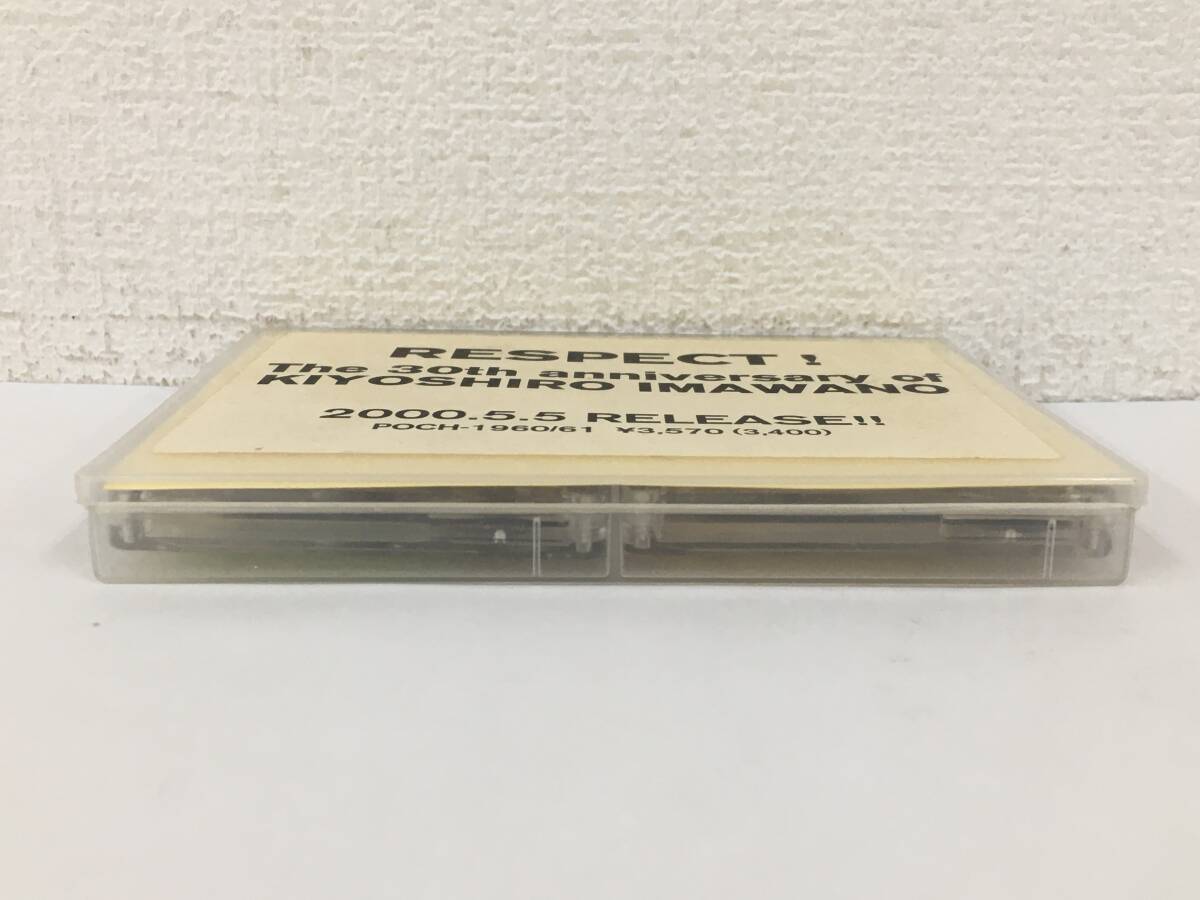 RESPECT!
The 30th anniversary of
KIYOSHIRO IMAWANO
2000.5.5 RELEASE!!
POCH-1960/61 ¥3,570 (3,400)